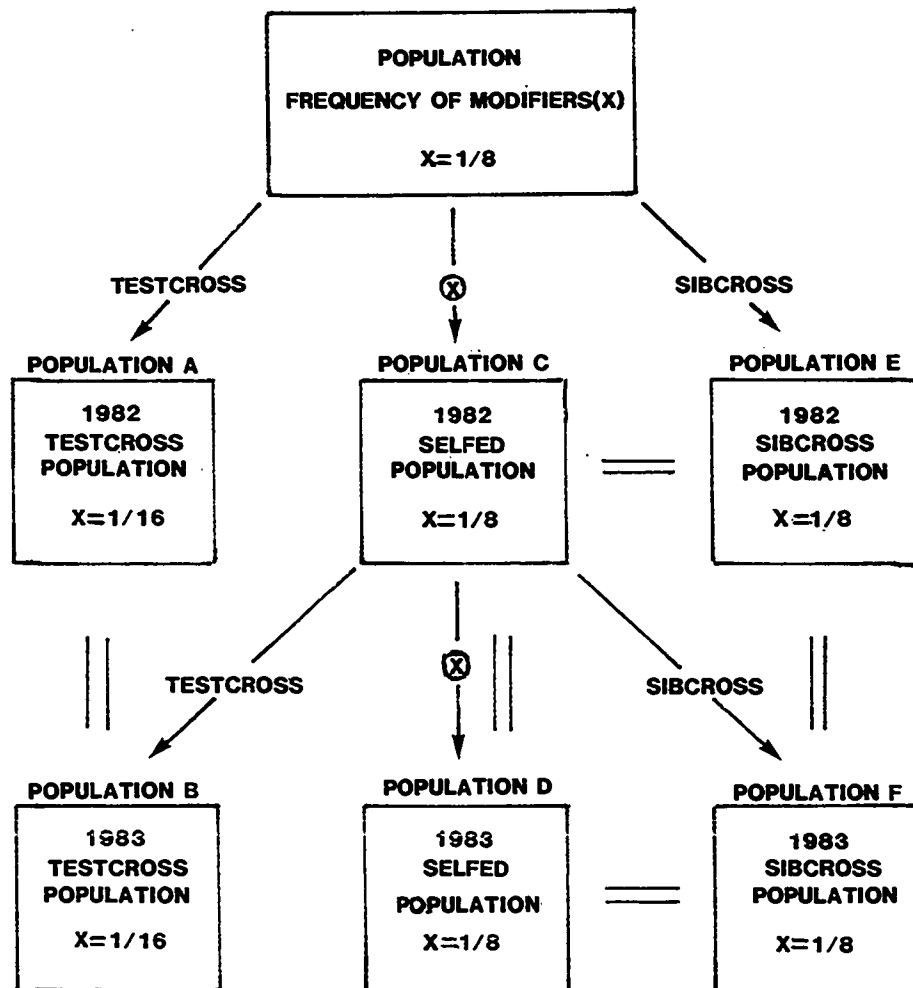 POPULATION
FREQUENCY OF MODIFIERS(X)
X=1/8
TESTCROSS
X
SIBCROSS
POPULATION A
POPULATION C
POPULATION E
1982
TESTCROSS
POPULATION
X=1/16
1982
SELFED
POPULATION
X=1/8
1982
SIBCROSS
POPULATION
X=1/8
TESTCROSS
X
SIBCROSS
POPULATION B
POPULATION D
POPULATION F
1983
TESTCROSS
POPULATION
X=1/16
1983
SELFED
POPULATION
X=1/8
1983
SIBCROSS
POPULATION
X=1/8